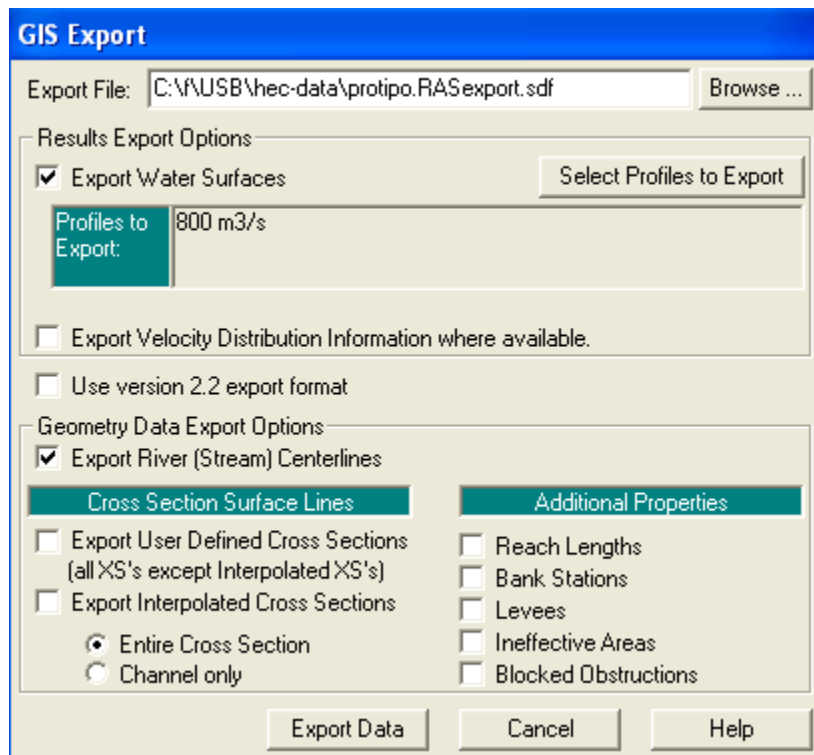 GIS Export
Export File: C:\f\USB\hec-data\protipo.RASexport.sdf Browse ...
Results Export Options
Export Water Surfaces Select Profiles to Export
Profiles to Export: 800 m3/s
Export Velocity Distribution Information where available.
Use version 2.2 export format
Geometry Data Export Options
Export River (Stream) Centerlines
Cross Section Surface Lines
Export User Defined Cross Sections
(all XS's except Interpolated XS's)
Export Interpolated Cross Sections
Entire Cross Section
Channel only
Additional Properties
Reach Lengths
Bank Stations
Levees
Ineffective Areas
Blocked Obstructions
Export Data Cancel Help